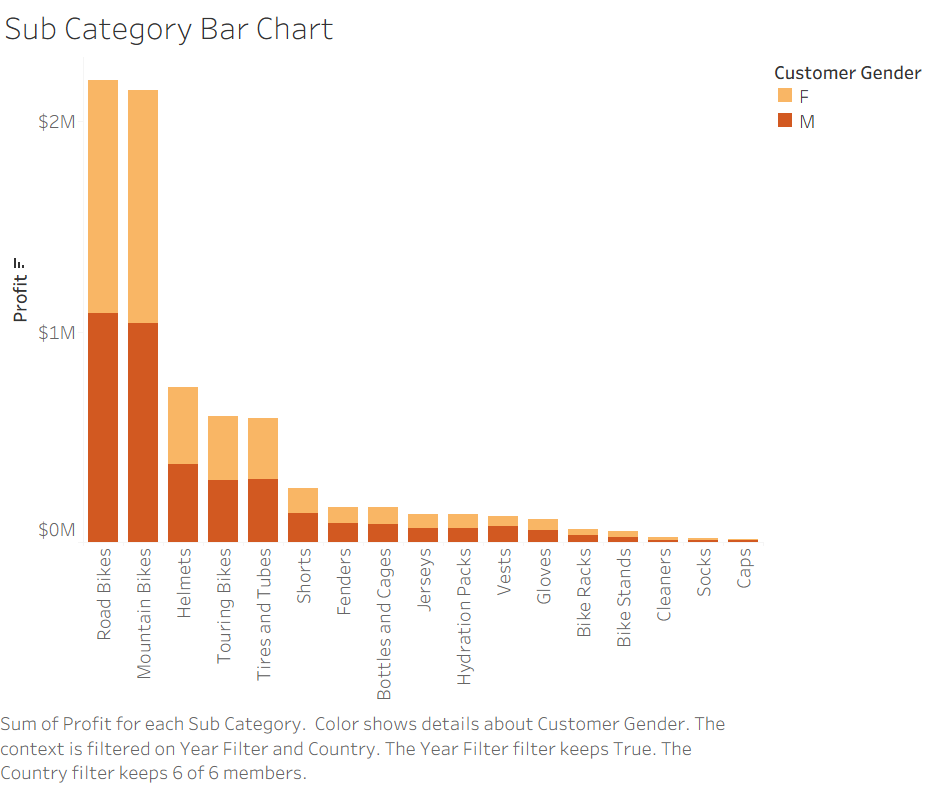 Sub Category Bar Chart
Customer Gender
F
M
$2M
$1M
$0M
Profit
Road Bikes
Mountain Bikes
Helmets
Touring Bikes
Tires and Tubes
Shorts
Fenders
Bottles and Cages
Jerseys
Hydration Packs
Vests
Gloves
Bike Racks
Bike Stands
Cleaners
Socks
Caps
Sum of Profit for each Sub Category.  Color shows details about Customer Gender. The
context is filtered on Year Filter and Country. The Year Filter filter keeps True. The
Country filter keeps 6 of 6 members.